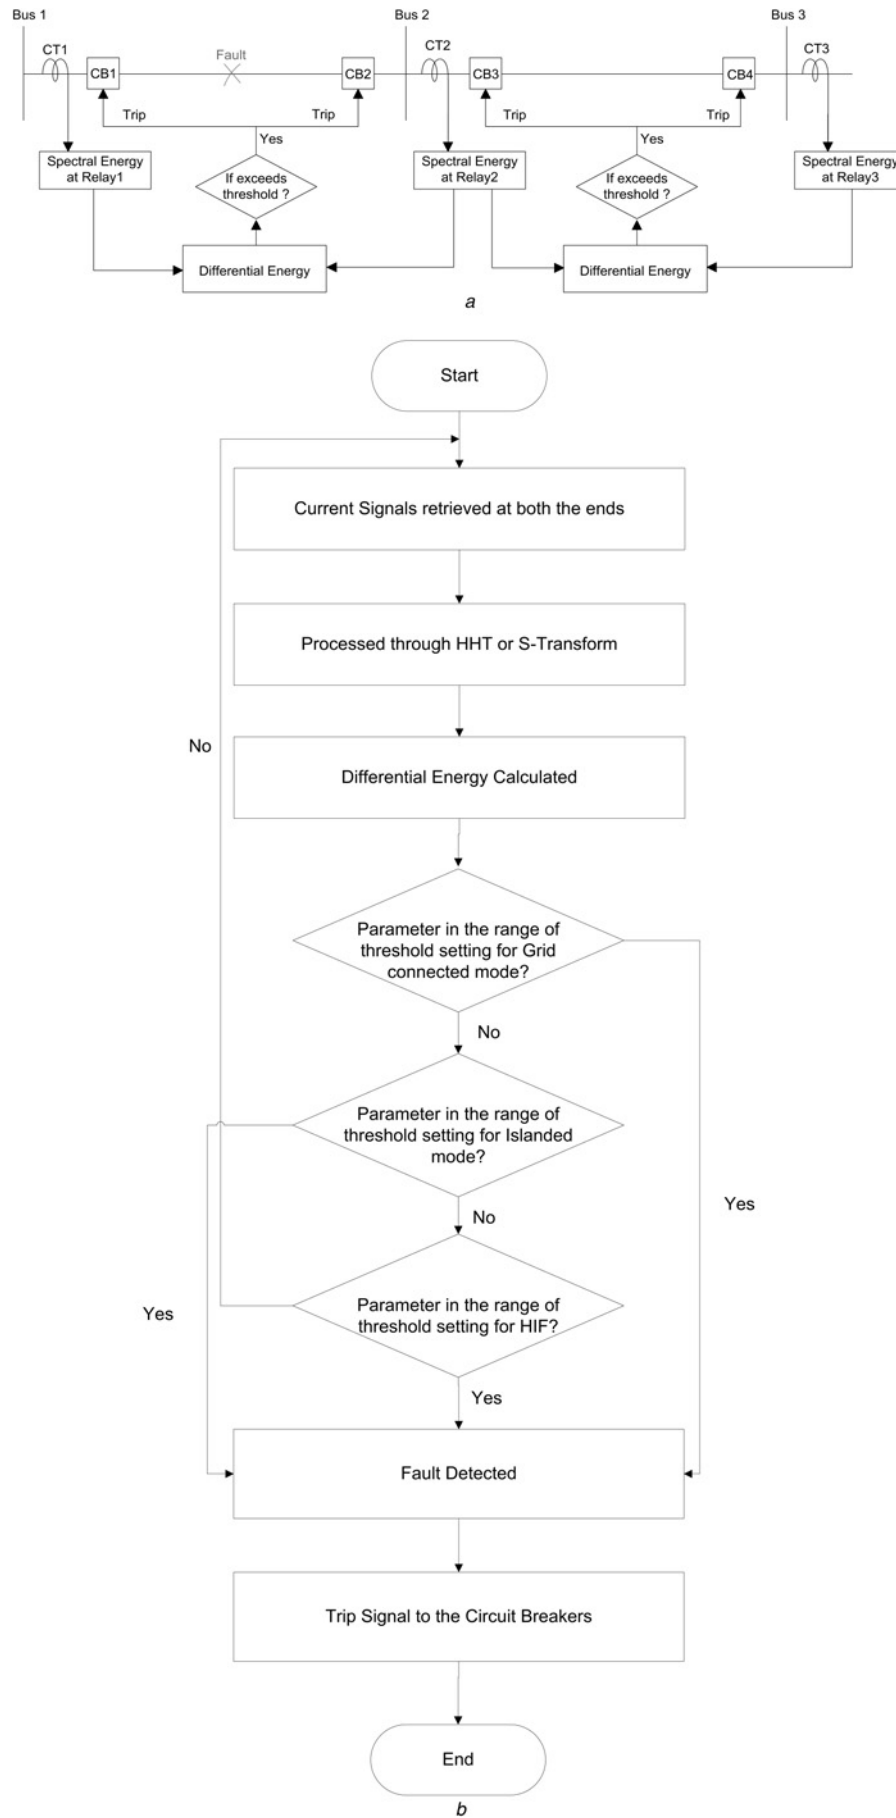 Bus 1
Bus 2
Bus 3
CT1
CT2
CT3
Fault
CB1
CB2
CB3
CB4
Trip
Trip
Trip
Trip
Yes
Yes
Spectral Energy
at Relay1
If exceeds
threshold ?
Spectral Energy
at Relay2
If exceeds
threshold ?
Spectral Energy
at Relay3
Differential Energy
Differential Energy
a
Start
Current Signals retrieved at both the ends
Processed through HHT or S-Transform
No
Differential Energy Calculated
Parameter in the range of
threshold setting for Grid
connected mode?
No
Parameter in the range of
threshold setting for Islanded
mode?
Yes
No
Yes
Parameter in the range of
threshold setting for HIF?
Yes
Fault Detected
Trip Signal to the Circuit Breakers
End
b